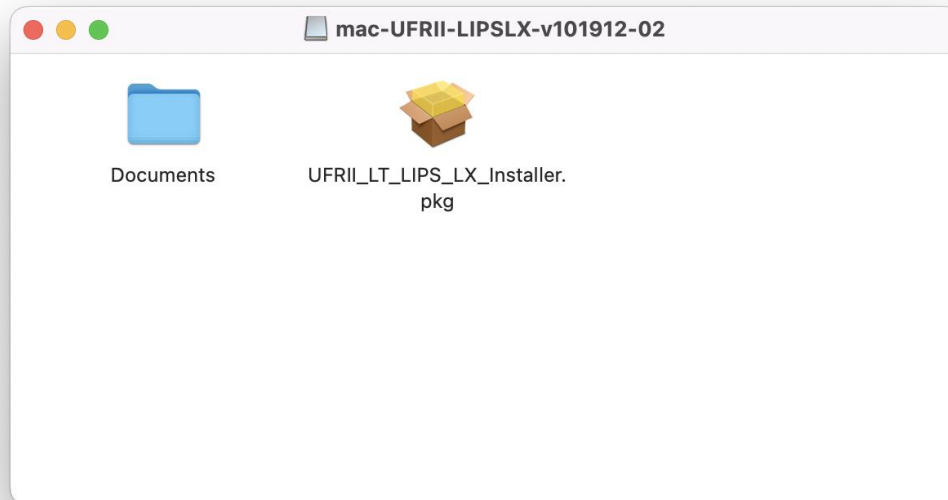 mac-UFRII-LIPSLX-v101912-02
Documents
UFRII_LT_LIPS_LX_Installer.
pkg